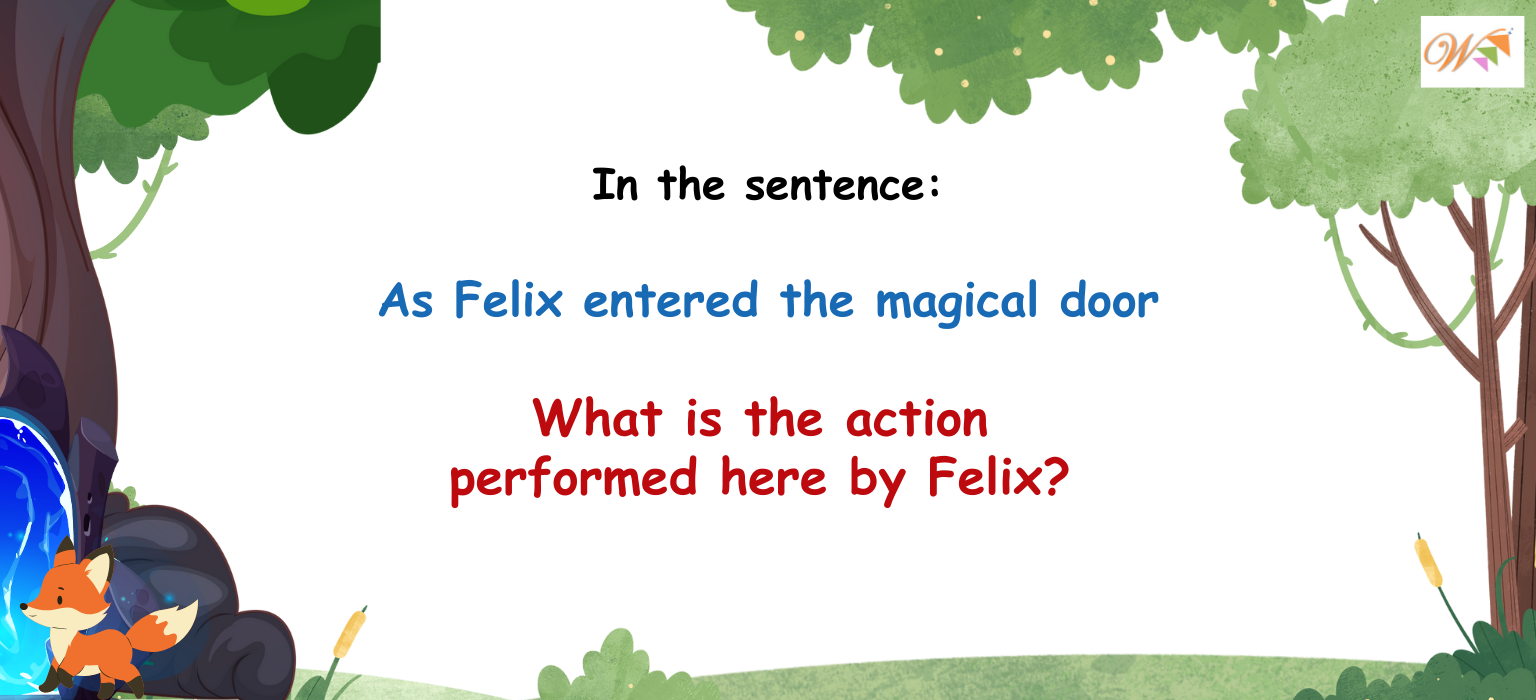 In the sentence:
As Felix entered the magical door
What is the action
performed here by Felix?